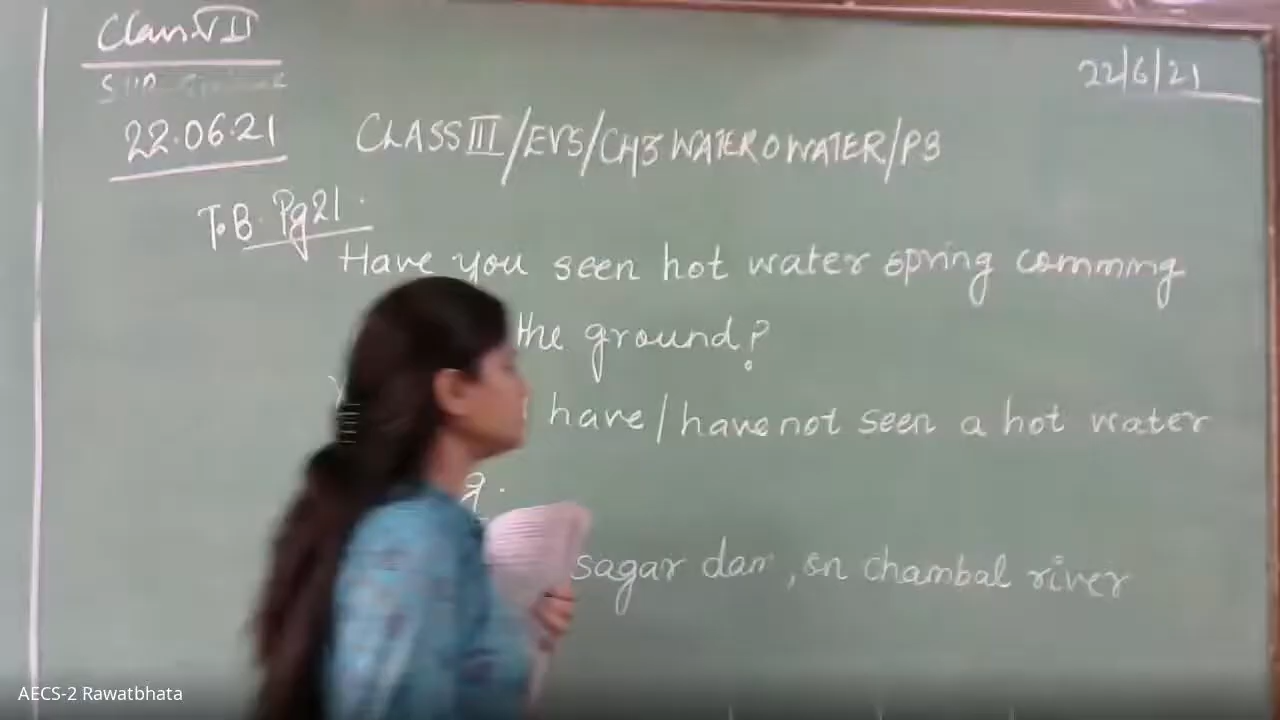 Class VII
22.06.21
22/6/21
CLASS III/EVS/CH3 WATER O WATER/P3
T.B. Pg 21.
Have you seen hot water spring comming
the ground?
have/have not seen a hot water
g.
sagar dam, on chambal river
AECS-2 Rawatbhata